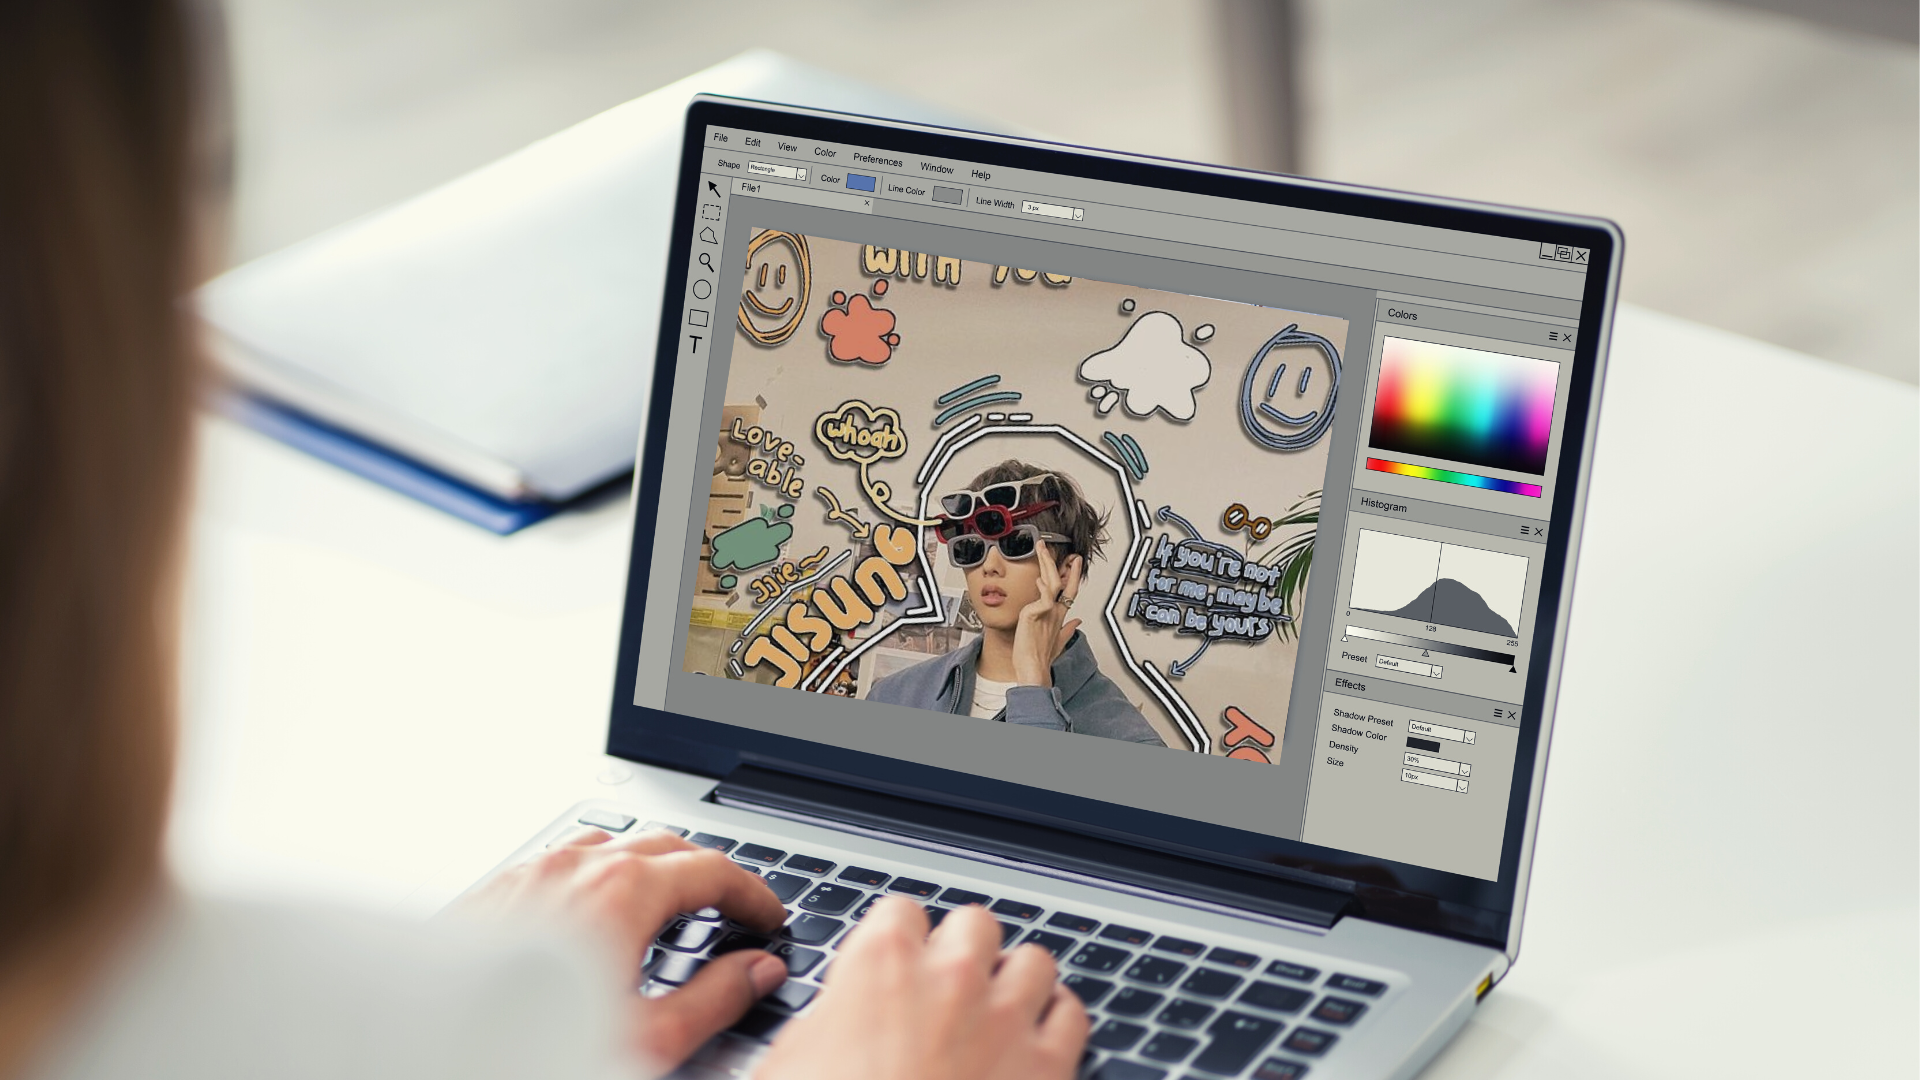 File Edit View Color Preferences Window Help
Shape Rectangle Color Line Color Line Width 3 px
File1
WITH YOU
whoah
Love-
able
Jjie
JISUNG
If you're not
for me, maybe
I can be yours
Colors
Histogram
0 128 255
Preset Default
Effects
Shadow Preset Default
Shadow Color
Density 30%
Size 10px
T
$
5
T